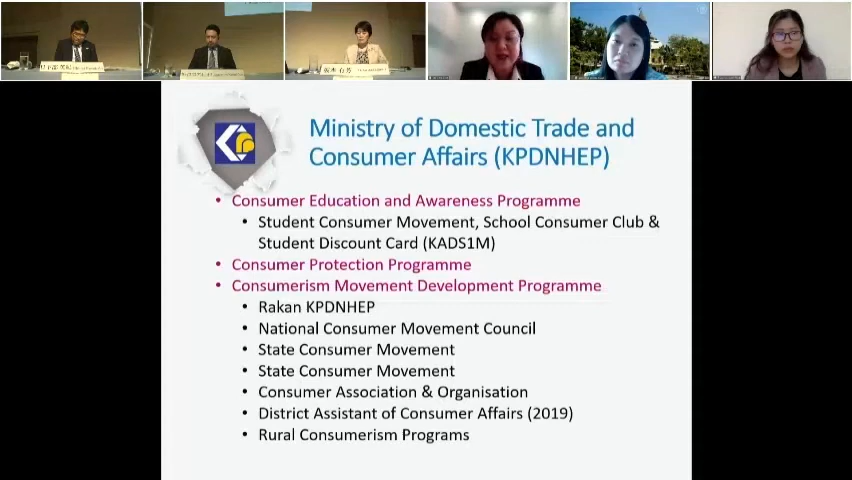 Ministry of Domestic Trade and
Consumer Affairs (KPDNHEP)
• Consumer Education and Awareness Programme
• Student Consumer Movement, School Consumer Club &
Student Discount Card (KADS1M)
• Consumer Protection Programme
• Consumerism Movement Development Programme
• Rakan KPDNHEP
• National Consumer Movement Council
• State Consumer Movement
• State Consumer Movement
• Consumer Association & Organisation
• District Assistant of Consumer Affairs (2019)
• Rural Consumerism Programs